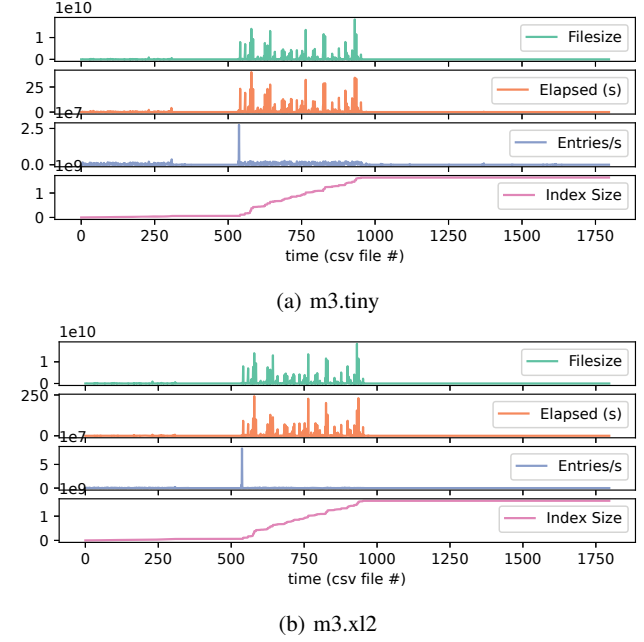 1e10
1
0
Filesize
25
0
Elapsed (s)
1e7
2.5
0.0
Entries/s
1e9
1
0
Index Size
0 250 500 750 1000 1250 1500 1750
time (csv file #)
(a) m3.tiny
1e10
1
0
Filesize
250
0
Elapsed (s)
1e7
5
0
Entries/s
1e9
1
0
Index Size
0 250 500 750 1000 1250 1500 1750
time (csv file #)
(b) m3.xl2